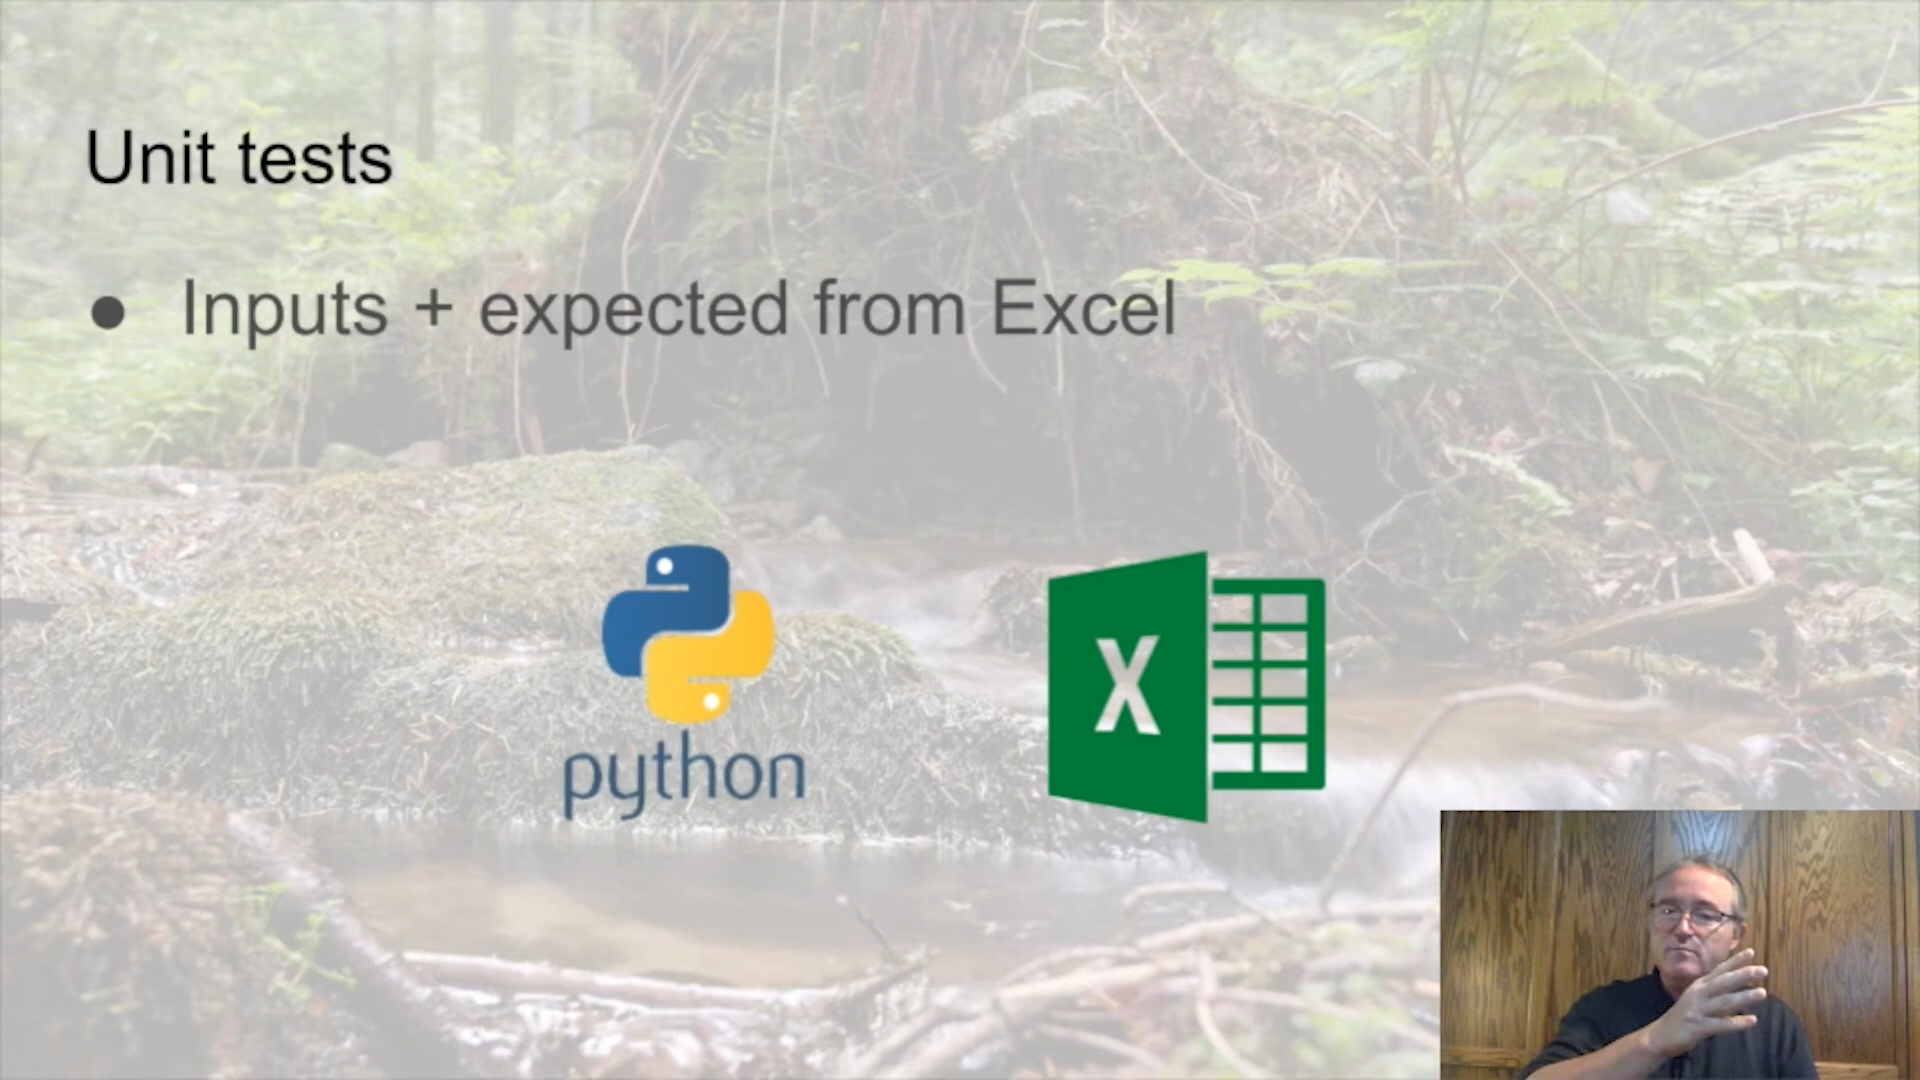 Unit tests
● Inputs + expected from Excel
python
X